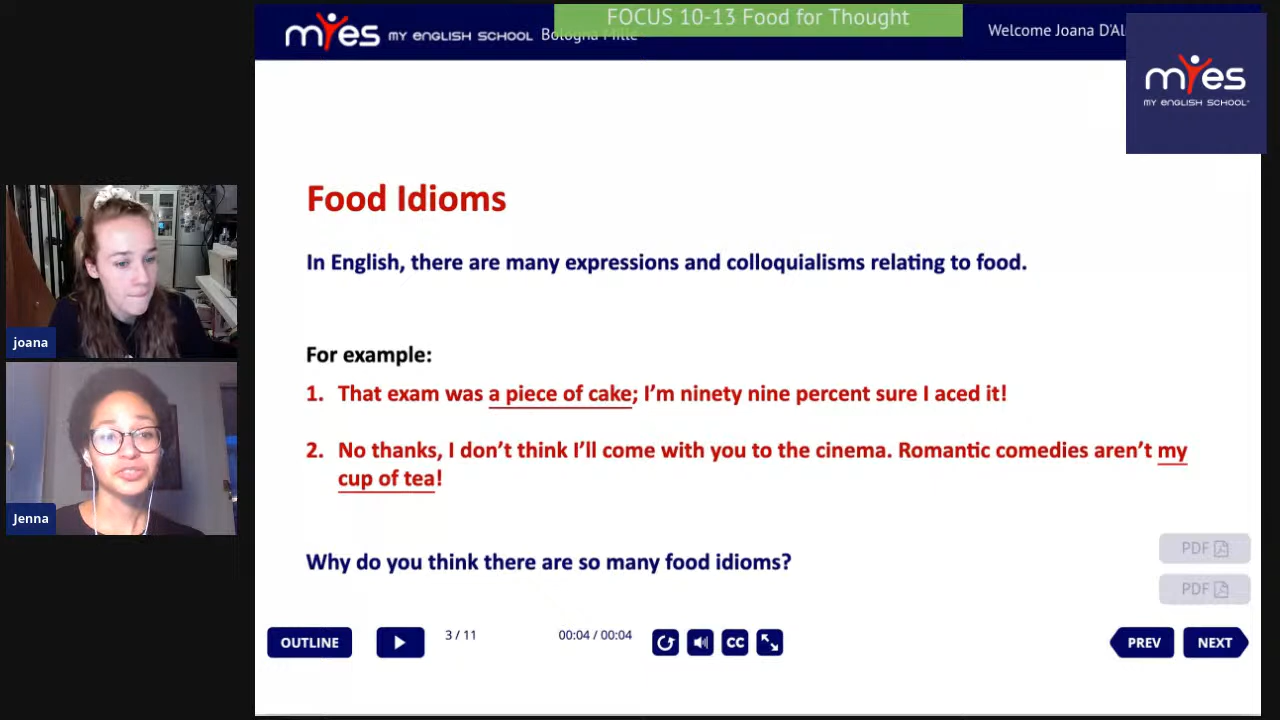 FOCUS 10-13 Food for Thought
myes MY ENGLISH SCHOOL Bologna Mille
Welcome Joana D'Al
myes
MY ENGLISH SCHOOL
Food Idioms
In English, there are many expressions and colloquialisms relating to food.
For example:
1. That exam was a piece of cake; I'm ninety nine percent sure I aced it!
2. No thanks, I don't think I'll come with you to the cinema. Romantic comedies aren't my
cup of tea!
Why do you think there are so many food idioms?
joana
Jenna
PDF
PDF
OUTLINE
3 / 11
00:04 / 00:04
CC
PREV
NEXT